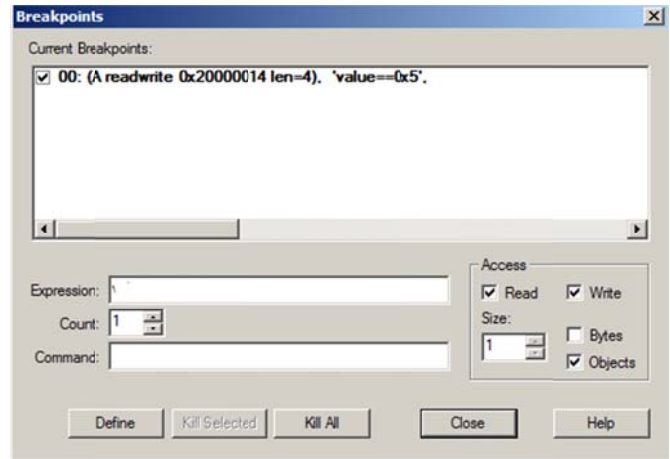 Breakpoints
Current Breakpoints:
00: (A readwrite 0x20000014 len=4), 'value==0x5',
Access
Expression:
Read
Write
Count: 1
Size:
1
Bytes
Command:
Objects
Define
Kill Selected
Kill All
Close
Help